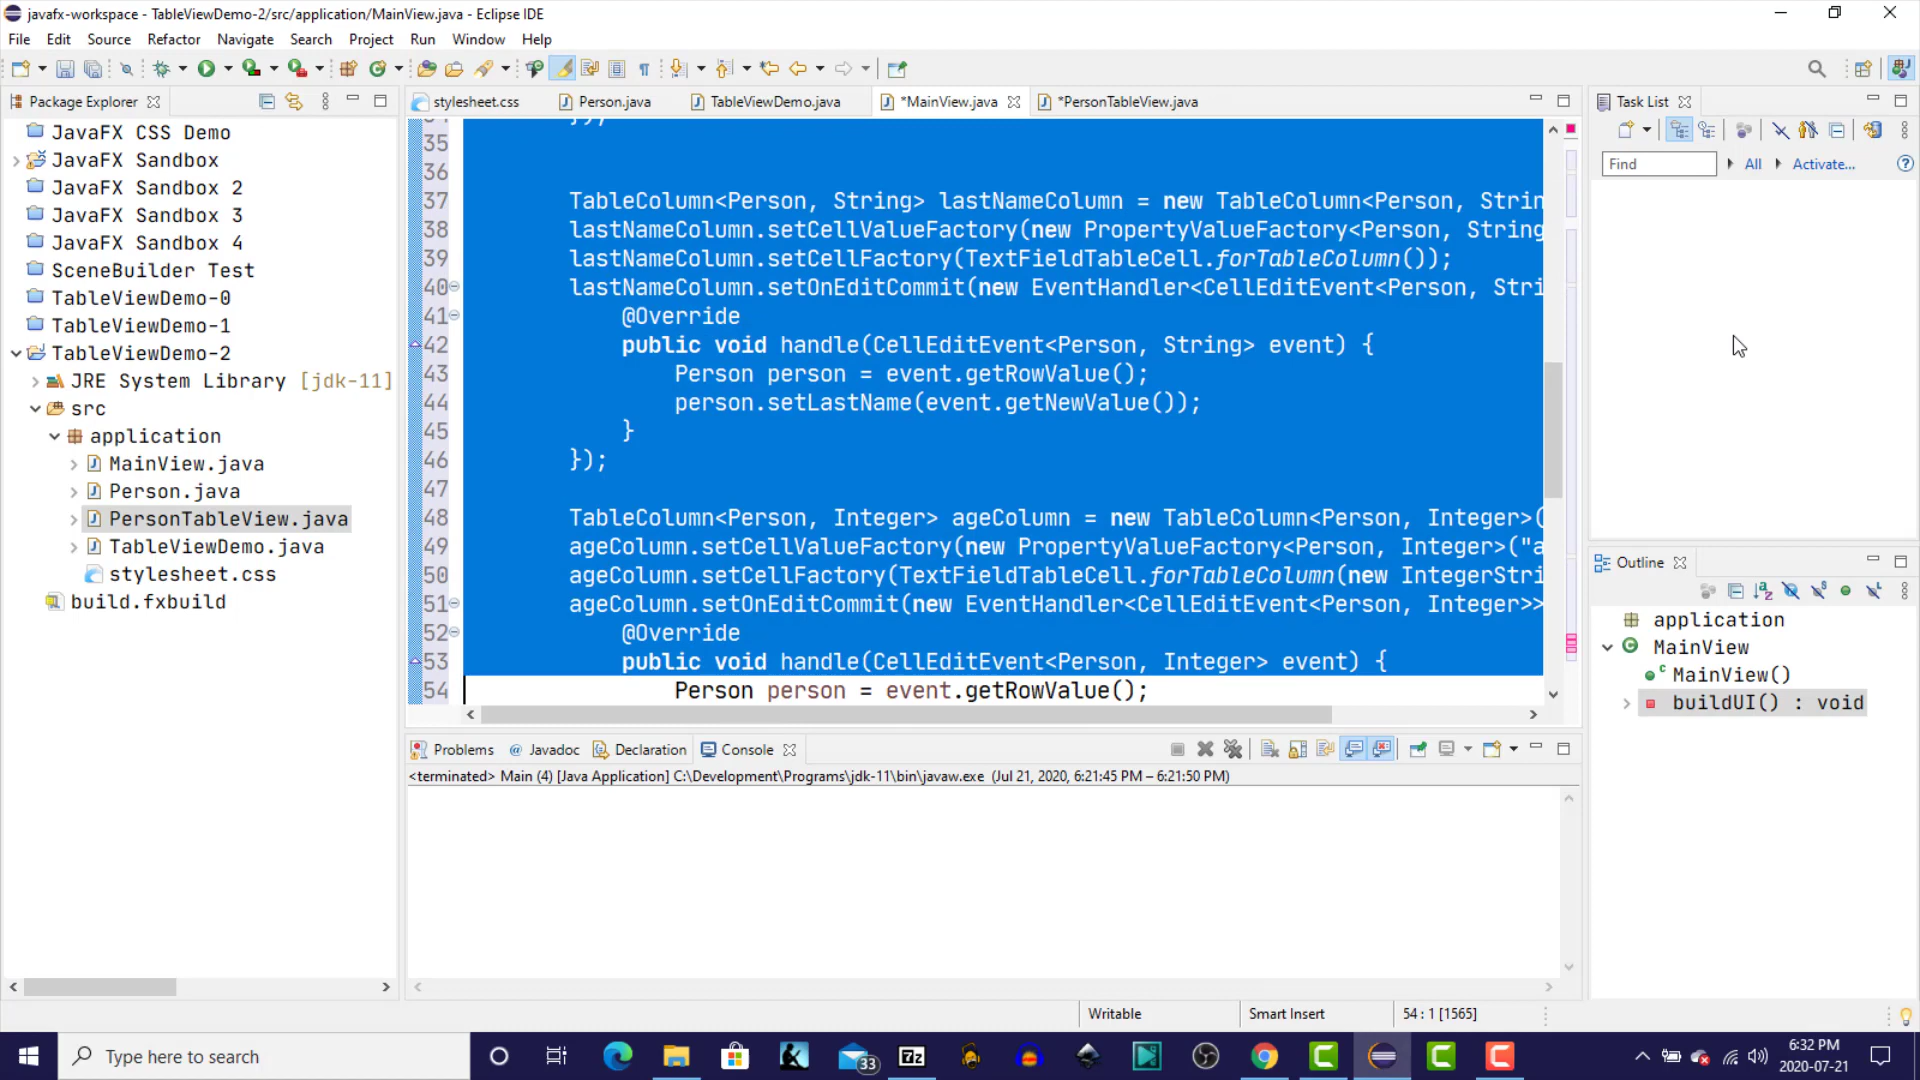 javafx-workspace - TableViewDemo-2/src/application/MainView.java - Eclipse IDE
File Edit Source Refactor Navigate Search Project Run Window Help
Package Explorer
JavaFX CSS Demo
JavaFX Sandbox
JavaFX Sandbox 2
JavaFX Sandbox 3
JavaFX Sandbox 4
SceneBuilder Test
TableViewDemo-0
TableViewDemo-1
TableViewDemo-2
JRE System Library [jdk-11]
src
application
MainView.java
Person.java
PersonTableView.java
TableViewDemo.java
stylesheet.css
build.fxbuild
stylesheet.css Person.java TableViewDemo.java *MainView.java *PersonTableView.java
35
36
37 TableColumn<Person, String> lastNameColumn = new TableColumn<Person, Strin
38 lastNameColumn.setCellValueFactory(new PropertyValueFactory<Person, String
39 lastNameColumn.setCellFactory(TextFieldTableCell.forTableColumn());
40 lastNameColumn.setOnEditCommit(new EventHandler<CellEditEvent<Person, Stri
41 @Override
42 public void handle(CellEditEvent<Person, String> event) {
43 Person person = event.getRowValue();
44 person.setLastName(event.getNewValue());
45 }
46 });
47
48 TableColumn<Person, Integer> ageColumn = new TableColumn<Person, Integer>(
49 ageColumn.setCellValueFactory(new PropertyValueFactory<Person, Integer>("a
50 ageColumn.setCellFactory(TextFieldTableCell.forTableColumn(new IntegerStri
51 ageColumn.setOnEditCommit(new EventHandler<CellEditEvent<Person, Integer>>
52 @Override
53 public void handle(CellEditEvent<Person, Integer> event) {
54 Person person = event.getRowValue();
Problems Javadoc Declaration Console
<terminated> Main (4) [Java Application] C:\Development\Programs\jdk-11\bin\javaw.exe (Jul 21, 2020, 6:21:45 PM – 6:21:50 PM)
Task List
Find All Activate...
Outline
application
MainView
MainView()
buildUI() : void
Writable Smart Insert 54 : 1 [1565]
Type here to search
33
7z
6:32 PM
2020-07-21